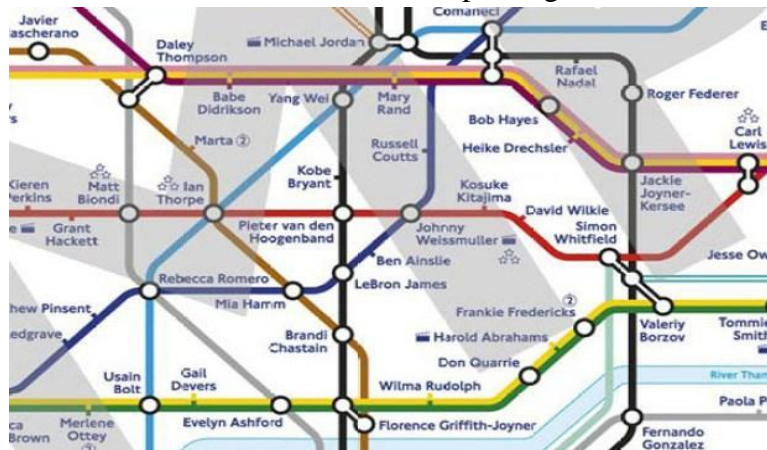 Comaneci
Javier
ascherano
Daley
Thompson
Michael Jordan
Rafael
Nadal
Roger Federer
Babe
Didrikson
Yang Wei
Mary
Rand
Bob Hayes
Carl
Lewis
Marta ②
Russell
Coutts
Heike Drechsler
Kieren
Perkins
Matt
Biondi
Ian
Thorpe
Kobe
Bryant
Kosuke
Kitajima
Jackie
Joyner-
Kersee
Grant
Hackett
Pieter van den
Hoogenband
Johnny
Weissmuller
David Wilkie
Simon
Whitfield
Ben Ainslie
Jesse Ow
Rebecca Romero
LeBron James
Mia Hamm
hew Pinsent
Frankie Fredericks
②
edgrave
Brandi
Chastain
Harold Abrahams
Valeriy
Borzov
Tommie
Smith
Don Quarrie
Usain
Bolt
Gail
Devers
Wilma Rudolph
River Tham
Merlene
Ottey
Evelyn Ashford
Florence Griffith-Joyner
Paola P
ca
Brown
Fernando
Gonzalez